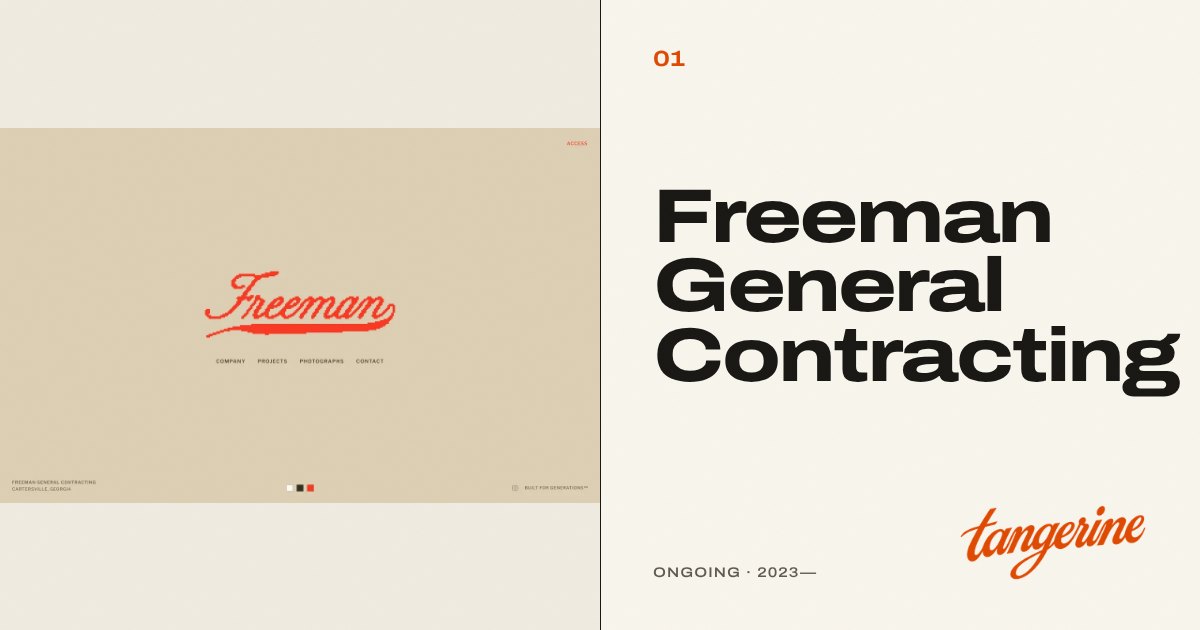 ACCESS
Freeman
COMPANY PROJECTS PHOTOGRAPHS CONTACT
FREEMAN GENERAL CONTRACTING
CARTERSVILLE, GEORGIA
BUILT FOR GENERATIONS™
01
Freeman
General
Contracting
tangerine
ONGOING · 2023—